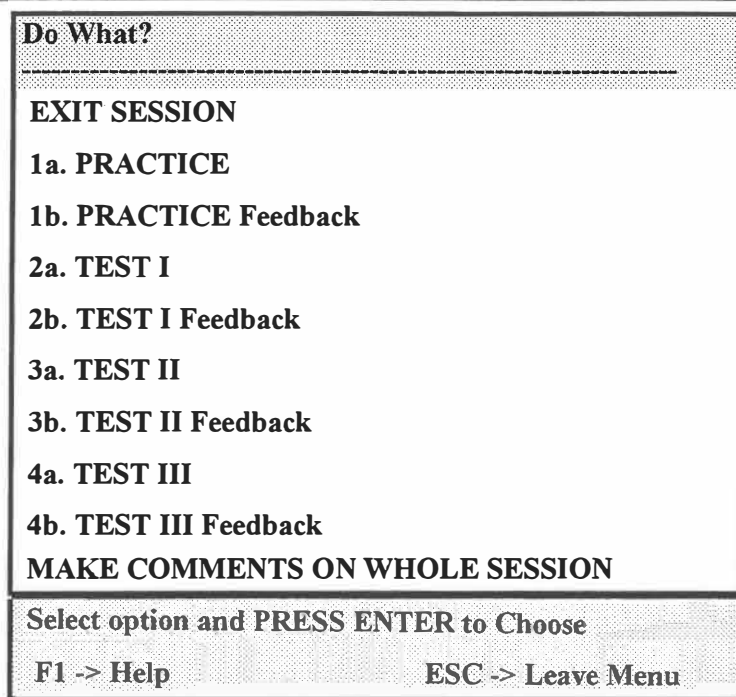 Do What?
EXIT SESSION
1a. PRACTICE
1b. PRACTICE Feedback
2a. TEST I
2b. TEST I Feedback
3a. TEST II
3b. TEST II Feedback
4a. TEST III
4b. TEST III Feedback
MAKE COMMENTS ON WHOLE SESSION
Select option and PRESS ENTER to Choose
F1 -> Help ESC -> Leave Menu